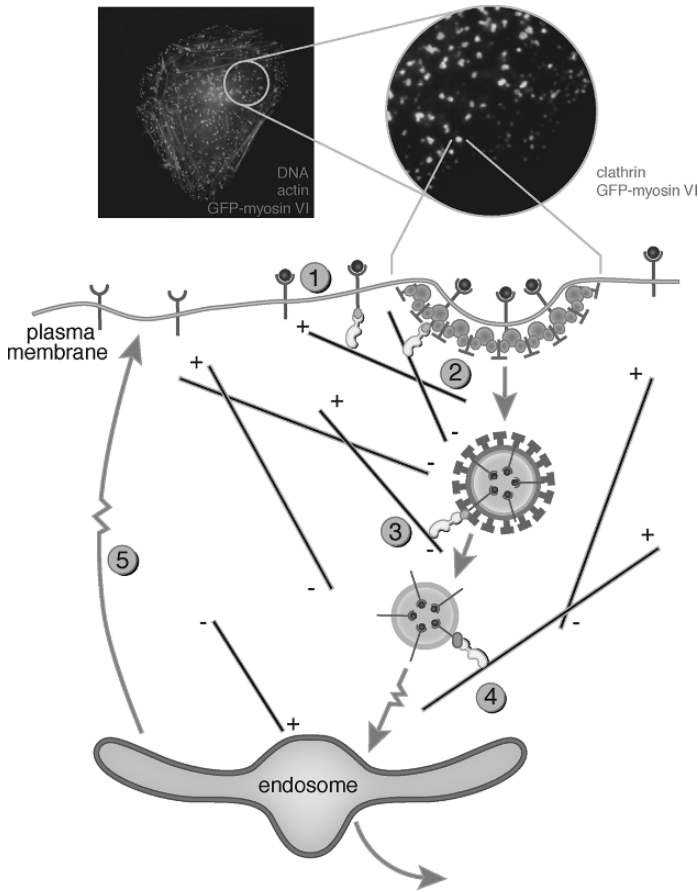 DNA
actin
GFP-myosin VI
clathrin
GFP-myosin VI
1
plasma
membrane
+
2
+
+
+
-
-
3
-
+
5
-
-
-
4
+
endosome